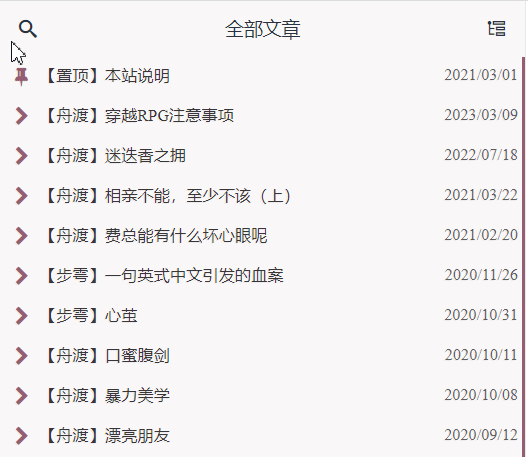 全部文章
【置顶】本站说明 2021/03/01
【舟渡】穿越RPG注意事项 2023/03/09
【舟渡】迷迭香之拥 2022/07/18
【舟渡】相亲不能，至少不该（上） 2021/03/22
【舟渡】费总能有什么坏心眼呢 2021/02/20
【步莺】一句英式中文引发的血案 2020/11/26
【步莺】心茧 2020/10/31
【舟渡】口蜜腹剑 2020/10/11
【舟渡】暴力美学 2020/10/08
【舟渡】漂亮朋友 2020/09/12